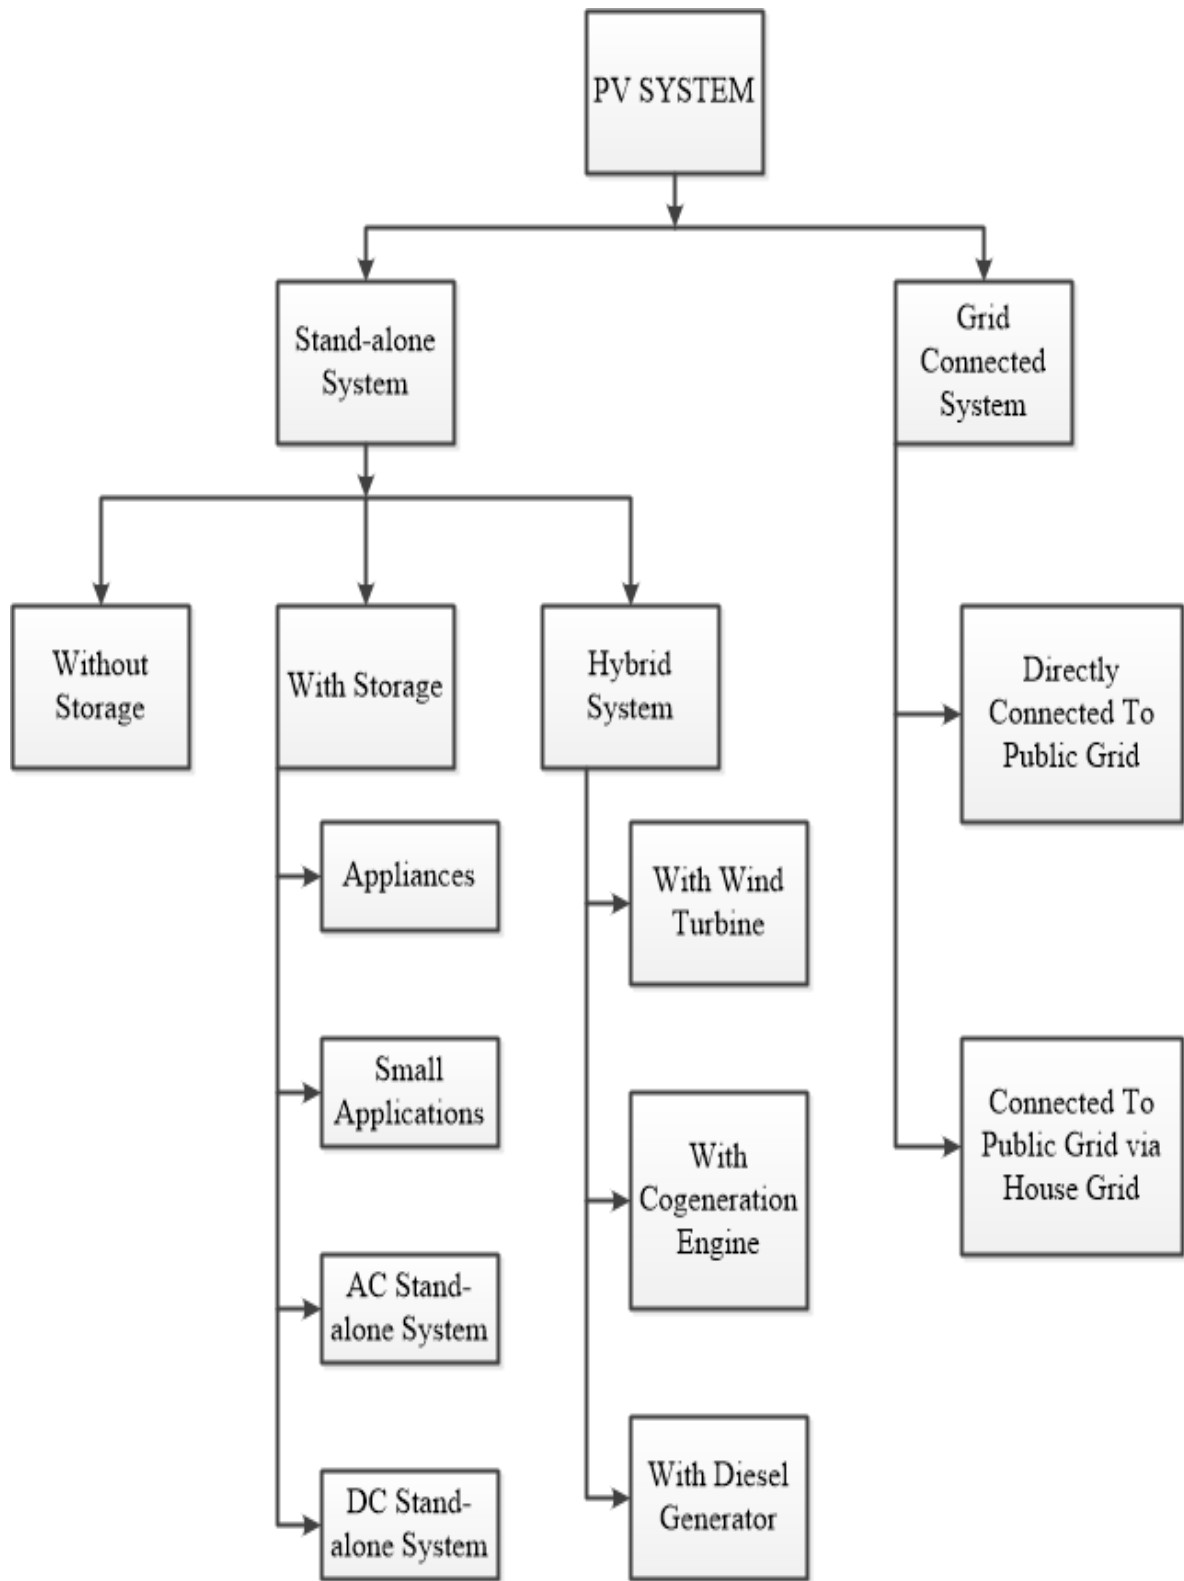 PV SYSTEM
Stand-alone
System
Grid
Connected
System
Without
Storage
With Storage
Hybrid
System
Directly
Connected To
Public Grid
Appliances
Small
Applications
AC Stand-
alone System
DC Stand-
alone System
With Wind
Turbine
With
Cogeneration
Engine
With Diesel
Generator
Connected To
Public Grid via
House Grid